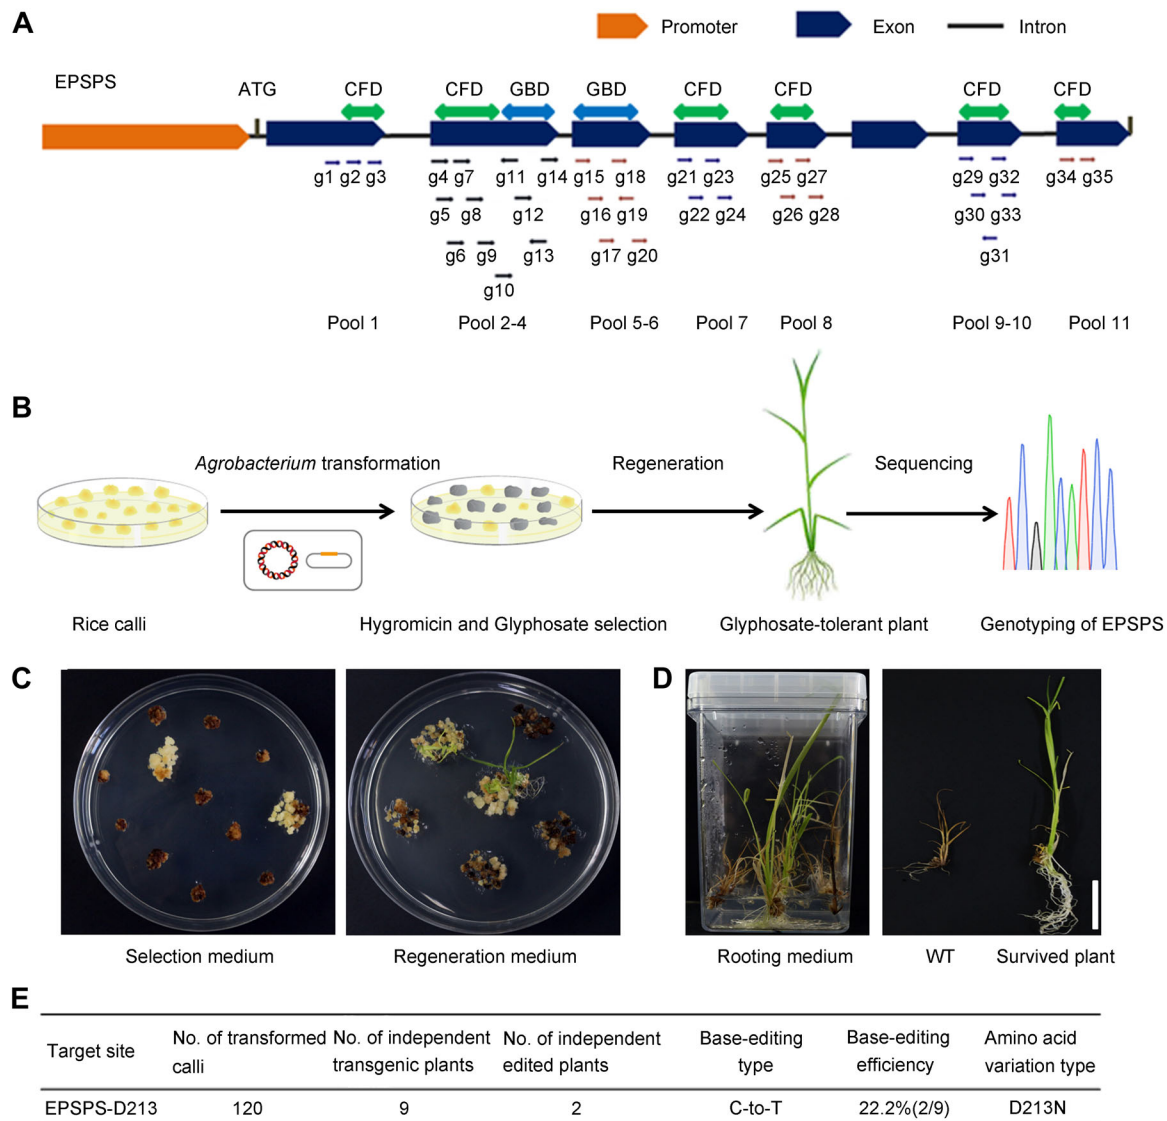 A
Promoter Exon Intron
EPSPS
ATG CFD CFD GBD GBD CFD CFD CFD CFD
g1 g2 g3 g4 g7 g11 g14 g15 g18 g21 g23 g25 g27 g29 g32 g34 g35
g5 g8 g12 g16 g19 g22 g24 g26 g28 g30 g33
g6 g9 g13 g17 g20 g31
g10
Pool 1 Pool 2-4 Pool 5-6 Pool 7 Pool 8 Pool 9-10 Pool 11
B
Agrobacterium transformation Regeneration Sequencing
Rice calli Hygromicin and Glyphosate selection Glyphosate-tolerant plant Genotyping of EPSPS
C
Selection medium Regeneration medium
D
Rooting medium WT Survived plant
E
Target site No. of transformed calli No. of independent transgenic plants No. of independent edited plants Base-editing type Base-editing efficiency Amino acid variation type
EPSPS-D213 120 9 2 C-to-T 22.2%(2/9) D213N